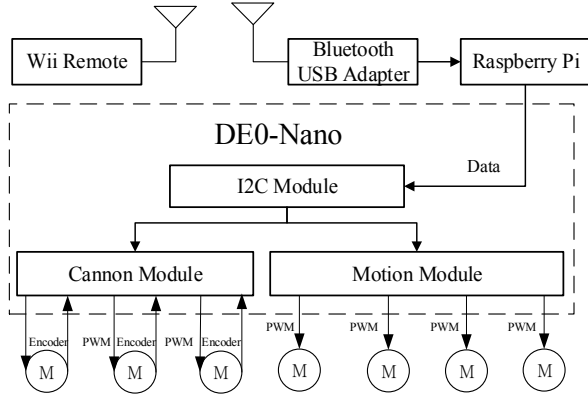 Wii Remote
Bluetooth
USB Adapter
Raspberry Pi
DE0-Nano
Data
I2C Module
Cannon Module
Motion Module
Encoder PWM Encoder PWM Encoder
PWM PWM PWM PWM
M M M M M M M